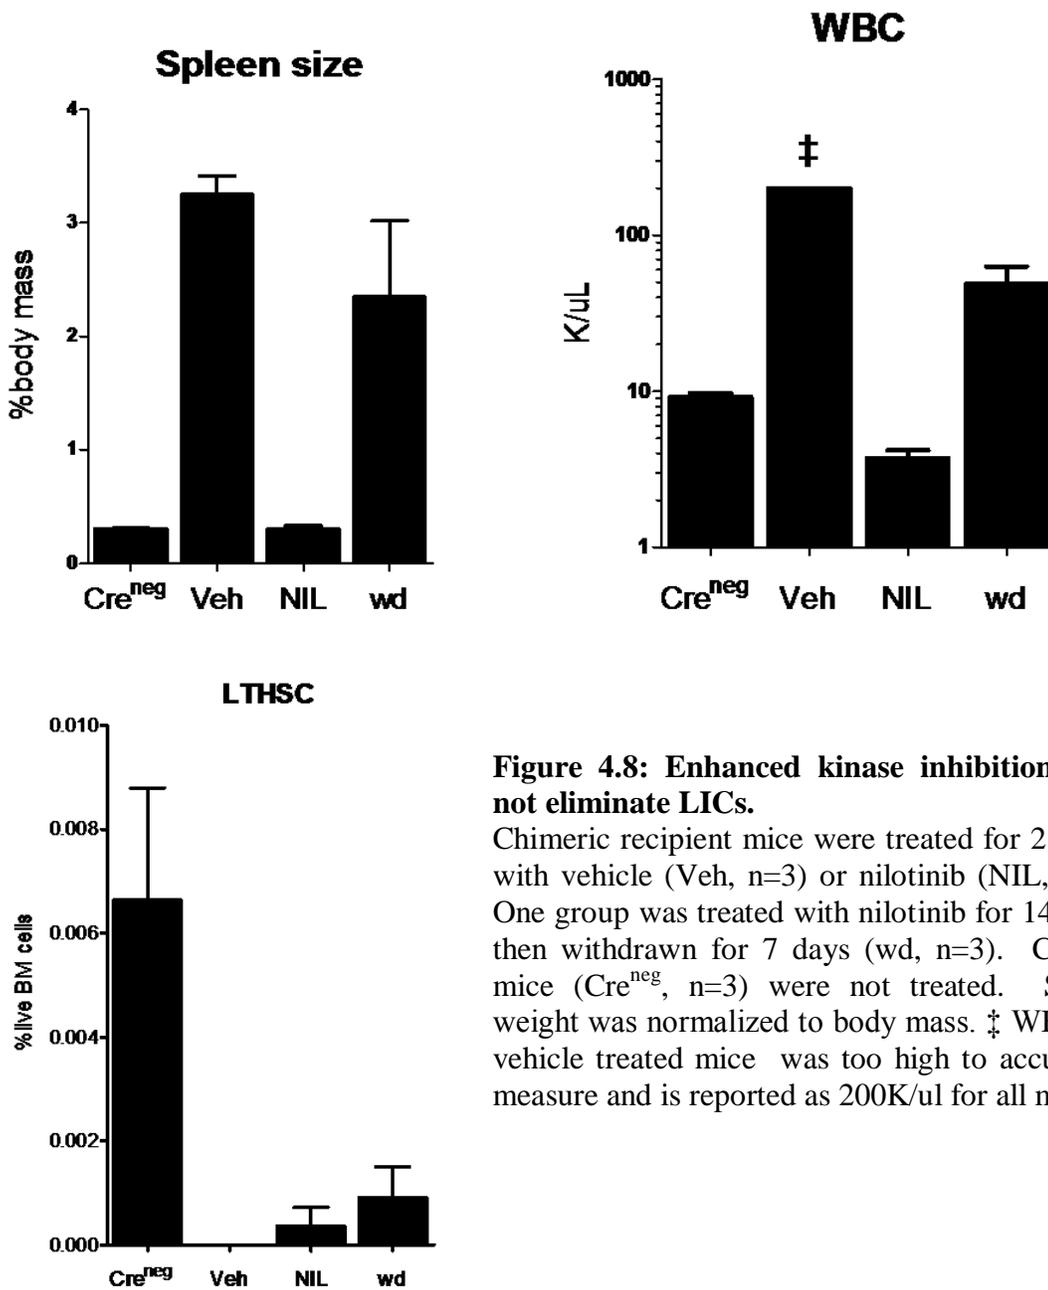 Spleen size
%body mass
4
3
2
1
0
Cre^neg Veh NIL wd
WBC
K/uL
1000
100
10
1
‡
Cre^neg Veh NIL wd
LTHSC
%live BM cells
0.010
0.008
0.006
0.004
0.002
0.000
Cre^neg Veh NIL wd
Figure 4.8: Enhanced kinase inhibition
not eliminate LICs.
Chimeric recipient mice were treated for 2
with vehicle (Veh, n=3) or nilotinib (NIL,
One group was treated with nilotinib for 14
then withdrawn for 7 days (wd, n=3). C
mice (Cre^neg, n=3) were not treated. S
weight was normalized to body mass. ‡ WB
vehicle treated mice was too high to accu
measure and is reported as 200K/ul for all